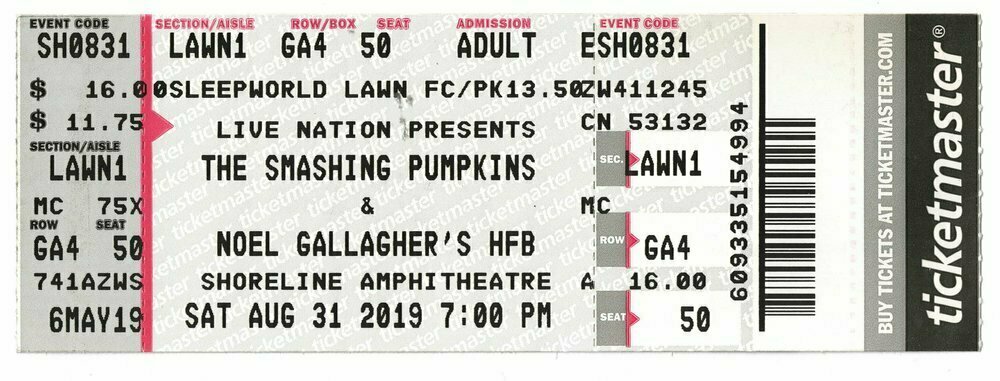 EVENT CODE SECTION/AISLE ROW/BOX SEAT ADMISSION EVENT CODE
SH0831 LAWN1 GA4 50 ADULT ESH0831
$ 16.00SLEEPWORLD LAWN FC/PK13.50ZW411245
$ 11.75 LIVE NATION PRESENTS CN 53132
SECTION/AISLE
LAWN1 THE SMASHING PUMPKINS SEC. LAWN1
MC 75X & MC
ROW SEAT
GA4 50 NOEL GALLAGHER'S HFB ROW GA4
741AZWS SHORELINE AMPHITHEATRE A 16.00
6MAY19 SAT AUG 31 2019 7:00 PM SEAT 50
609335154994
BUY TICKETS AT TICKETMASTER.COM
ticketmaster®